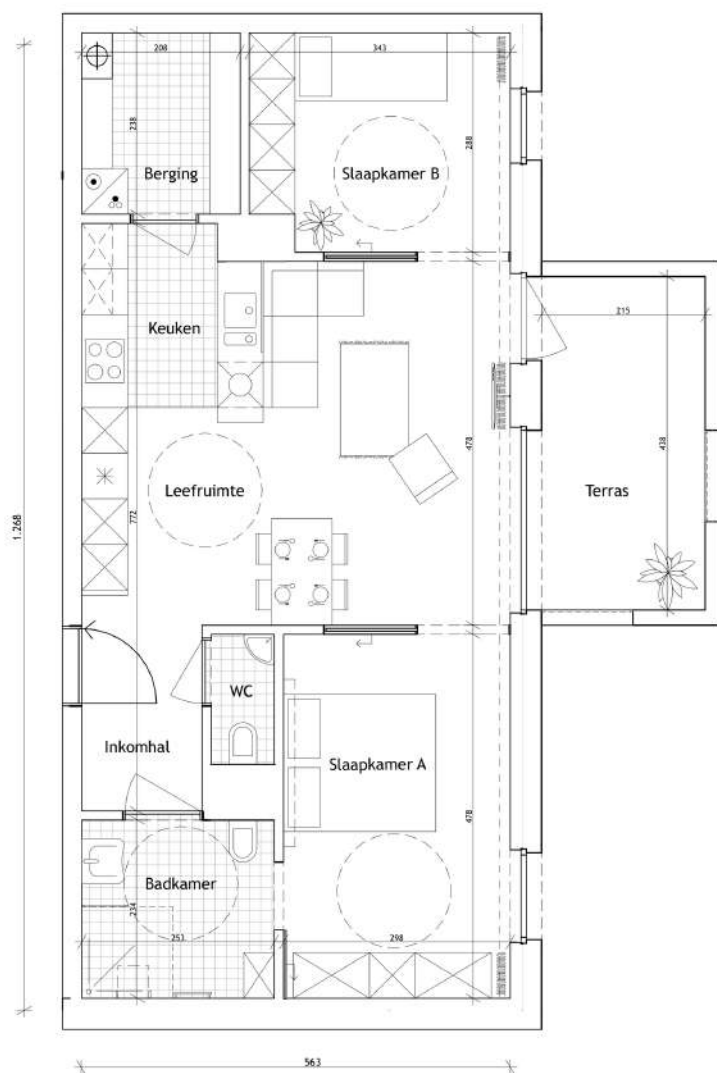 208
343
238
288
Berging
Slaapkamer B
Keuken
215
478
438
Leefruimte
Terras
772
1.268
WC
Inkomhal
Slaapkamer A
478
Badkamer
234
251
298
563